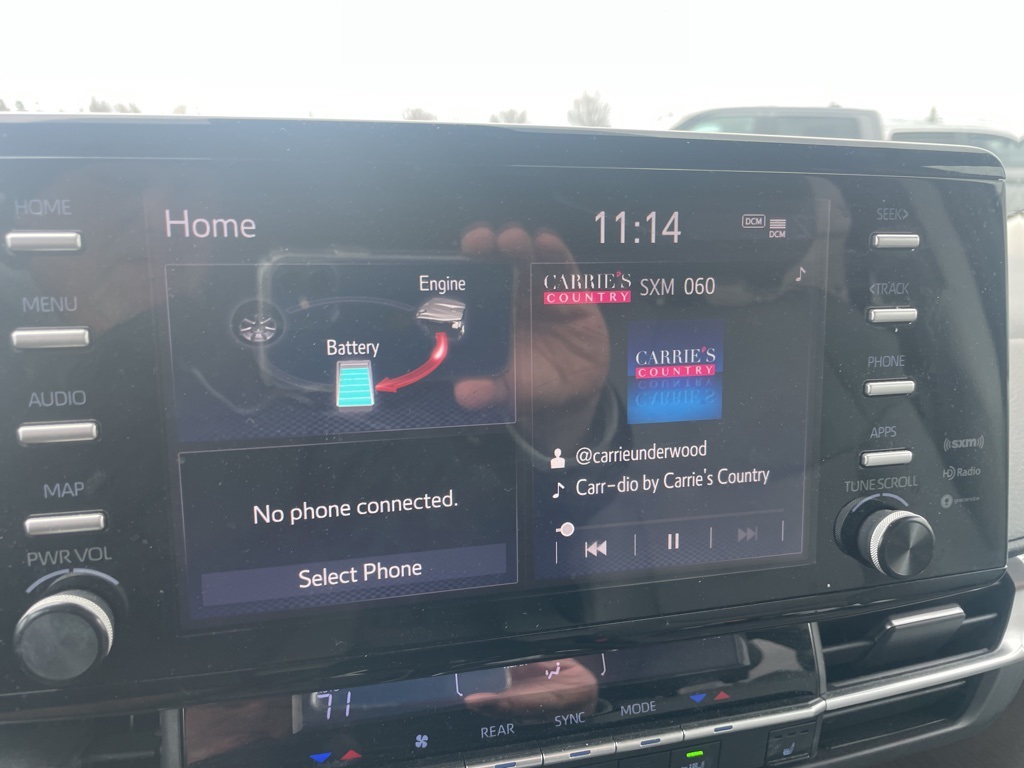 HOME
MENU
AUDIO
MAP
PWR VOL
Home
11:14
DCM
DCM
Engine
Battery
No phone connected.
Select Phone
CARRIE'S
COUNTRY
SXM 060
CARRIE'S
COUNTRY
@carrieunderwood
Carr-dio by Carrie's Country
SEEK>
<TRACK
PHONE
APPS
TUNE SCROLL
((sxm))
HD Radio
71
REAR
SYNC
MODE